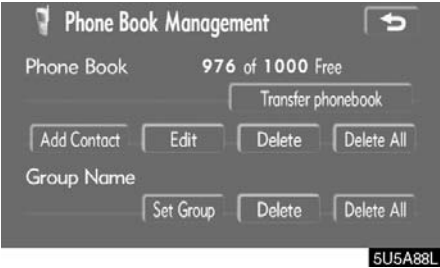 Phone Book Management
Phone Book 976 of 1000 Free
Transfer phonebook
Add Contact Edit Delete Delete All
Group Name
Set Group Delete Delete All
5U5A88L